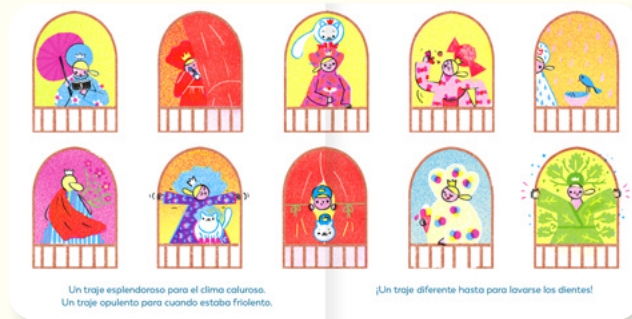 Un traje esplendoroso para el clima caluroso.
Un traje opulento para cuando estaba friolento.
¡Un traje diferente hasta para lavarse los dientes!